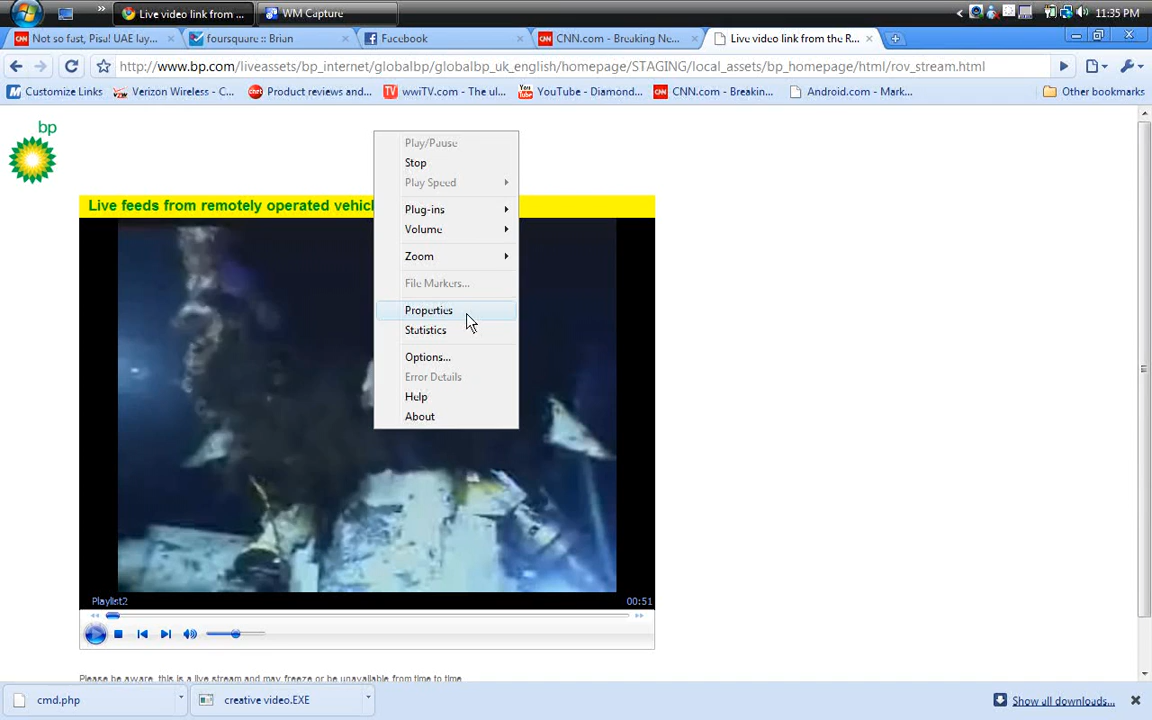 Live video link from ...
WM Capture
11:35 PM
Not so fast, Pisa! UAE lay...
foursquare :: Brian
Facebook
CNN.com - Breaking Ne...
Live video link from the R...
http://www.bp.com/liveassets/bp_internet/globalbp/globalbp_uk_english/homepage/STAGING/local_assets/bp_homepage/html/rov_stream.html
Customize Links
Verizon Wireless - C...
Product reviews and...
wwiTV.com - The ul...
YouTube - Diamond...
CNN.com - Breakin...
Android.com - Mark...
Other bookmarks
bp
Play/Pause
Stop
Play Speed
Live feeds from remotely operated vehicl
Plug-ins
Volume
Zoom
File Markers...
Properties
Statistics
Options...
Error Details
Help
About
Playlist2
00:51
Please be aware, this is a live stream and may freeze or be unavailable from time to time
cmd.php
creative video.EXE
Show all downloads...